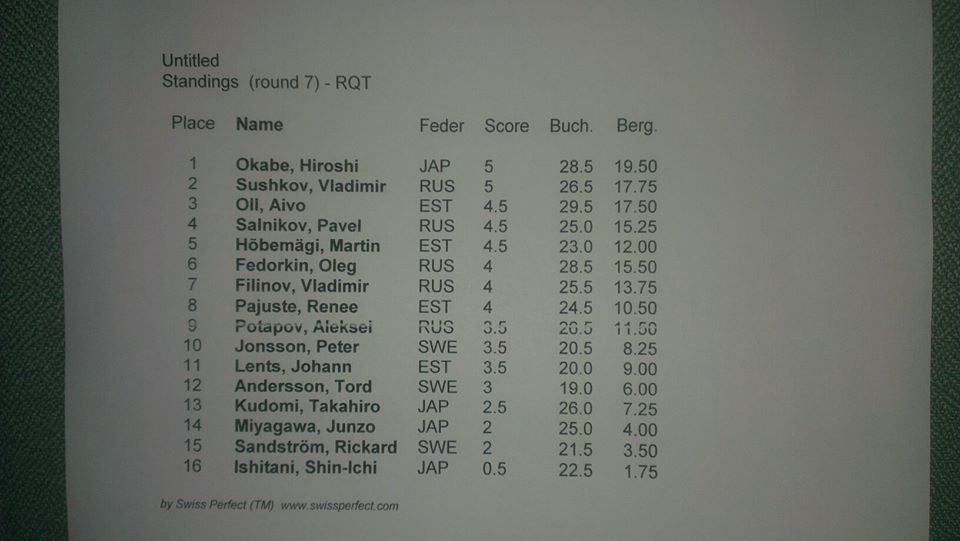 Untitled
Standings (round 7) - RQT
Place Name Feder Score Buch. Berg.
1 Okabe, Hiroshi JAP 5 28.5 19.50
2 Sushkov, Vladimir RUS 5 26.5 17.75
3 Oll, Aivo EST 4.5 29.5 17.50
4 Salnikov, Pavel RUS 4.5 25.0 15.25
5 Hõbemägi, Martin EST 4.5 23.0 12.00
6 Fedorkin, Oleg RUS 4 28.5 15.50
7 Filinov, Vladimir RUS 4 25.5 13.75
8 Pajuste, Renee EST 4 24.5 10.50
9 Potapov, Aleksei RUS 3.5 26.5 11.50
10 Jonsson, Peter SWE 3.5 20.5 8.25
11 Lents, Johann EST 3.5 20.0 9.00
12 Andersson, Tord SWE 3 19.0 6.00
13 Kudomi, Takahiro JAP 2.5 26.0 7.25
14 Miyagawa, Junzo JAP 2 25.0 4.00
15 Sandström, Rickard SWE 2 21.5 3.50
16 Ishitani, Shin-Ichi JAP 0.5 22.5 1.75
by Swiss Perfect (TM) www.swissperfect.com